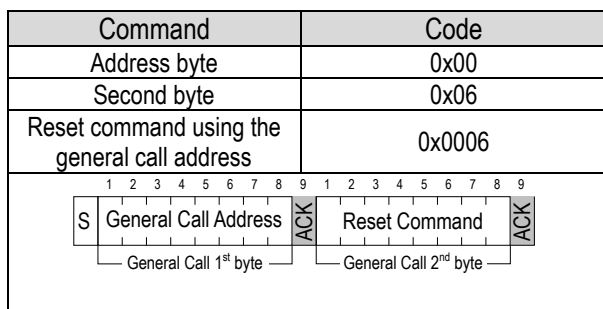 Command Code
Address byte 0x00
Second byte 0x06
Reset command using the
general call address 0x0006
1 2 3 4 5 6 7 8 9 1 2 3 4 5 6 7 8 9
S General Call Address ACK Reset Command ACK
General Call 1st byte General Call 2nd byte